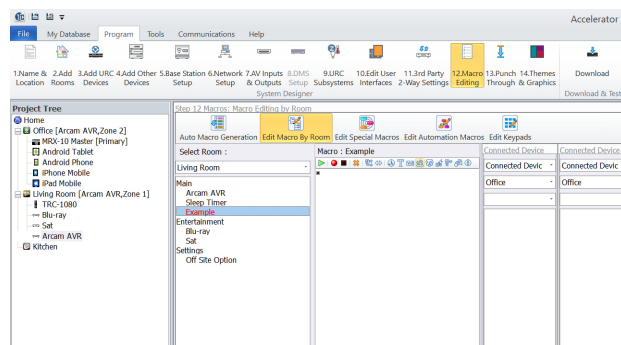 Accelerator
File My Database Program Tools Communications Help
1.Name & Location
2.Add Rooms
3.Add URC Devices
4.Add Other Devices
5.Base Station Setup
6.Network Setup
7.AV Inputs & Outputs
8.DMS Setup
9.URC Subsystems
10.Edit User Interfaces
11.3rd Party 2-Way Settings
12.Macro Editing
13.Punch Through
14.Themes & Graphics
Download
System Designer
Download & Test
Project Tree
Home
Office [Arcam AVR,Zone 2]
MRX-10 Master [Primary]
Android Tablet
Android Phone
iPhone Mobile
iPad Mobile
Living Room [Arcam AVR,Zone 1]
TRC-1080
Blu-ray
Sat
Arcam AVR
Kitchen
Step 12 Macros: Macro Editing by Room
Auto Macro Generation Edit Macro By Room Edit Special Macros Edit Automation Macros Edit Keypads
Select Room :
Living Room
Main
Arcam AVR
Sleep Timer
Example
Entertainment
Blu-ray
Sat
Settings
Off Site Option
Macro : Example
Connected Device
Connected Devic
Office
Connected Device
Connected Devic
Office